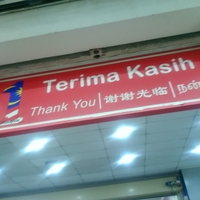 Terima Kasih
Thank You | 谢谢光临 |